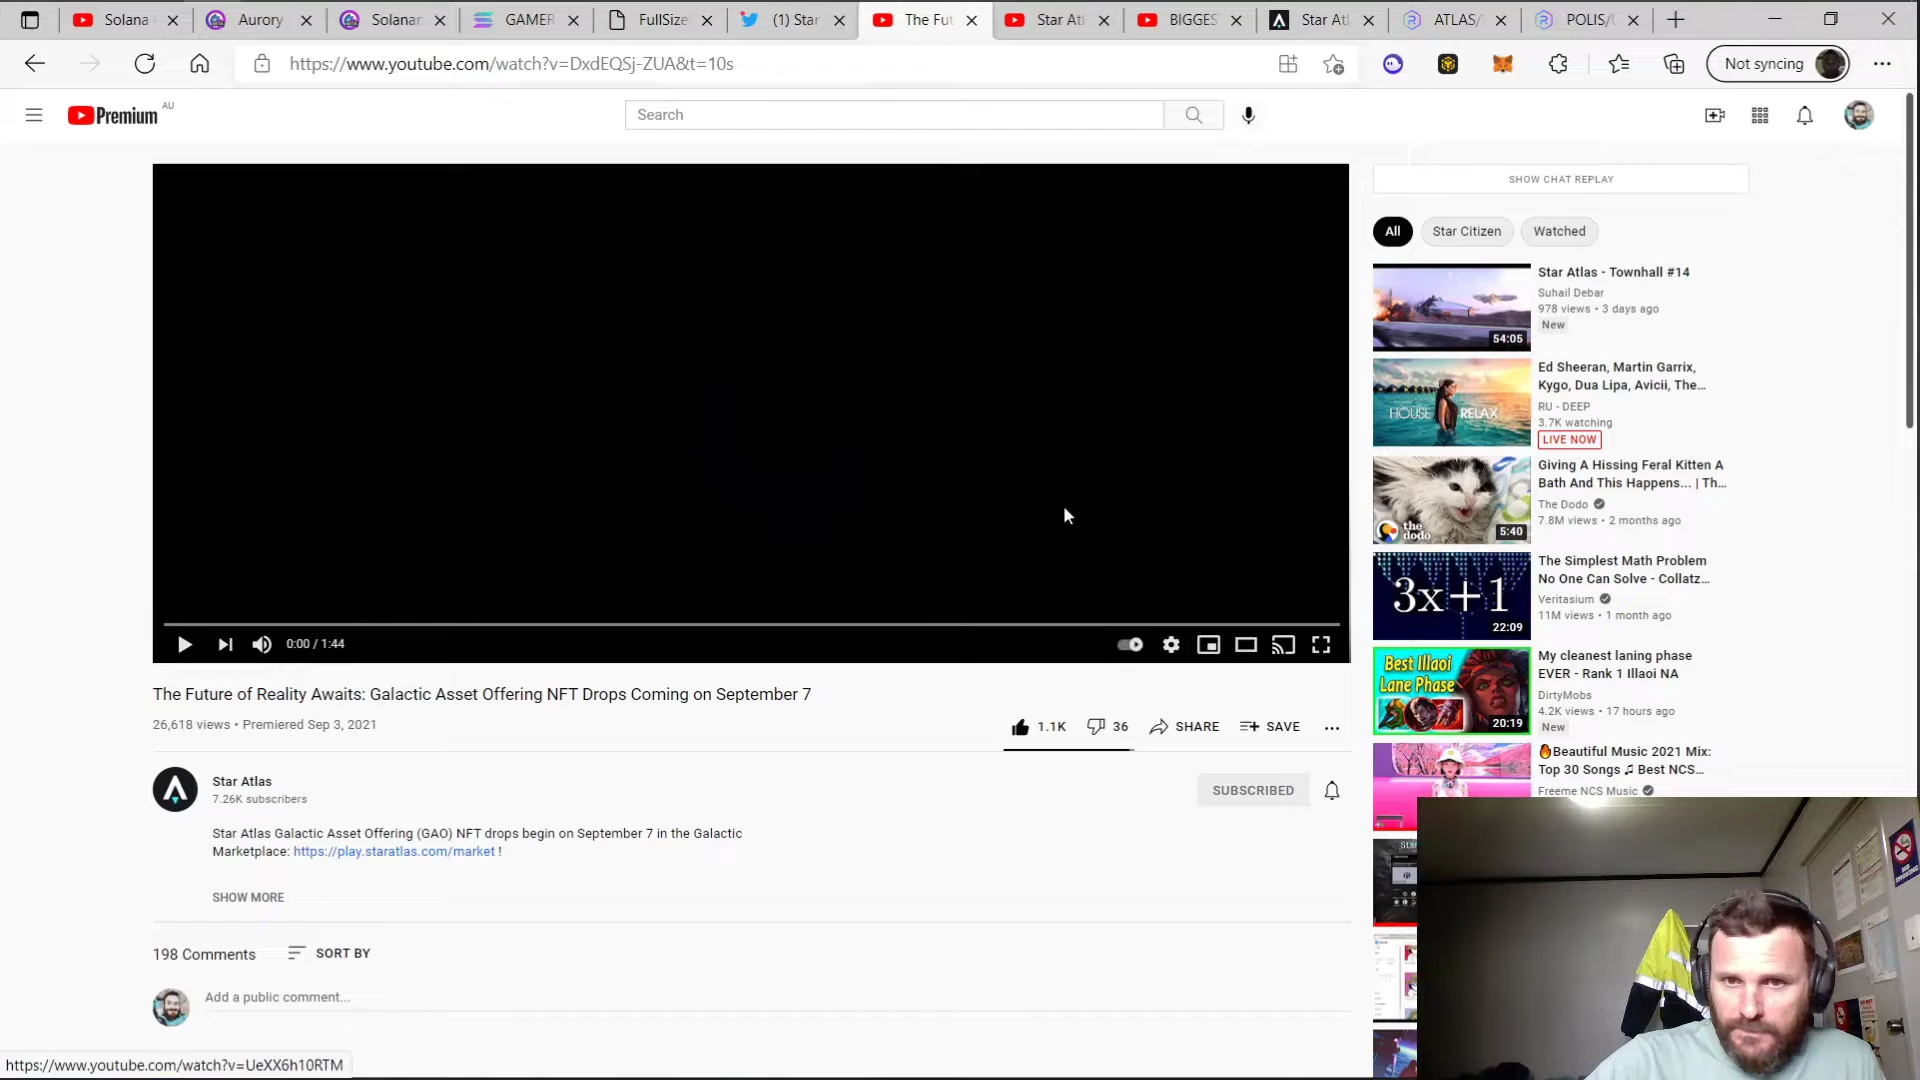 Solana
Aurory
Solanar
GAMER
FullSize
(1) Star
The Fut
Star Atl
BIGGES
Star Atl
ATLAS/
POLIS/
https://www.youtube.com/watch?v=DxdEQSj-ZUA&t=10s
Not syncing
Premium
AU
Search
SHOW CHAT REPLAY
All
Star Citizen
Watched
Star Atlas - Townhall #14
Suhail Debar
978 views • 3 days ago
New
54:05
Ed Sheeran, Martin Garrix,
Kygo, Dua Lipa, Avicii, The...
RU - DEEP
3.7K watching
LIVE NOW
HOUSE RELAX
Giving A Hissing Feral Kitten A
Bath And This Happens... | Th...
The Dodo
7.8M views • 2 months ago
the
dodo
5:40
The Simplest Math Problem
No One Can Solve - Collatz...
Veritasium
11M views • 1 month ago
3x+1
22:09
My cleanest laning phase
EVER - Rank 1 Illaoi NA
DirtyMobs
4.2K views • 17 hours ago
New
Best Illaoi
Lane Phase
20:19
🔥Beautiful Music 2021 Mix:
Top 30 Songs ♫ Best NCS...
Freeme NCS Music
0:00 / 1:44
The Future of Reality Awaits: Galactic Asset Offering NFT Drops Coming on September 7
26,618 views • Premiered Sep 3, 2021
1.1K
36
SHARE
SAVE
Star Atlas
7.26K subscribers
SUBSCRIBED
Star Atlas Galactic Asset Offering (GAO) NFT drops begin on September 7 in the Galactic
Marketplace: https://play.staratlas.com/market !
SHOW MORE
198 Comments
SORT BY
Add a public comment...
https://www.youtube.com/watch?v=UeXX6h10RTM